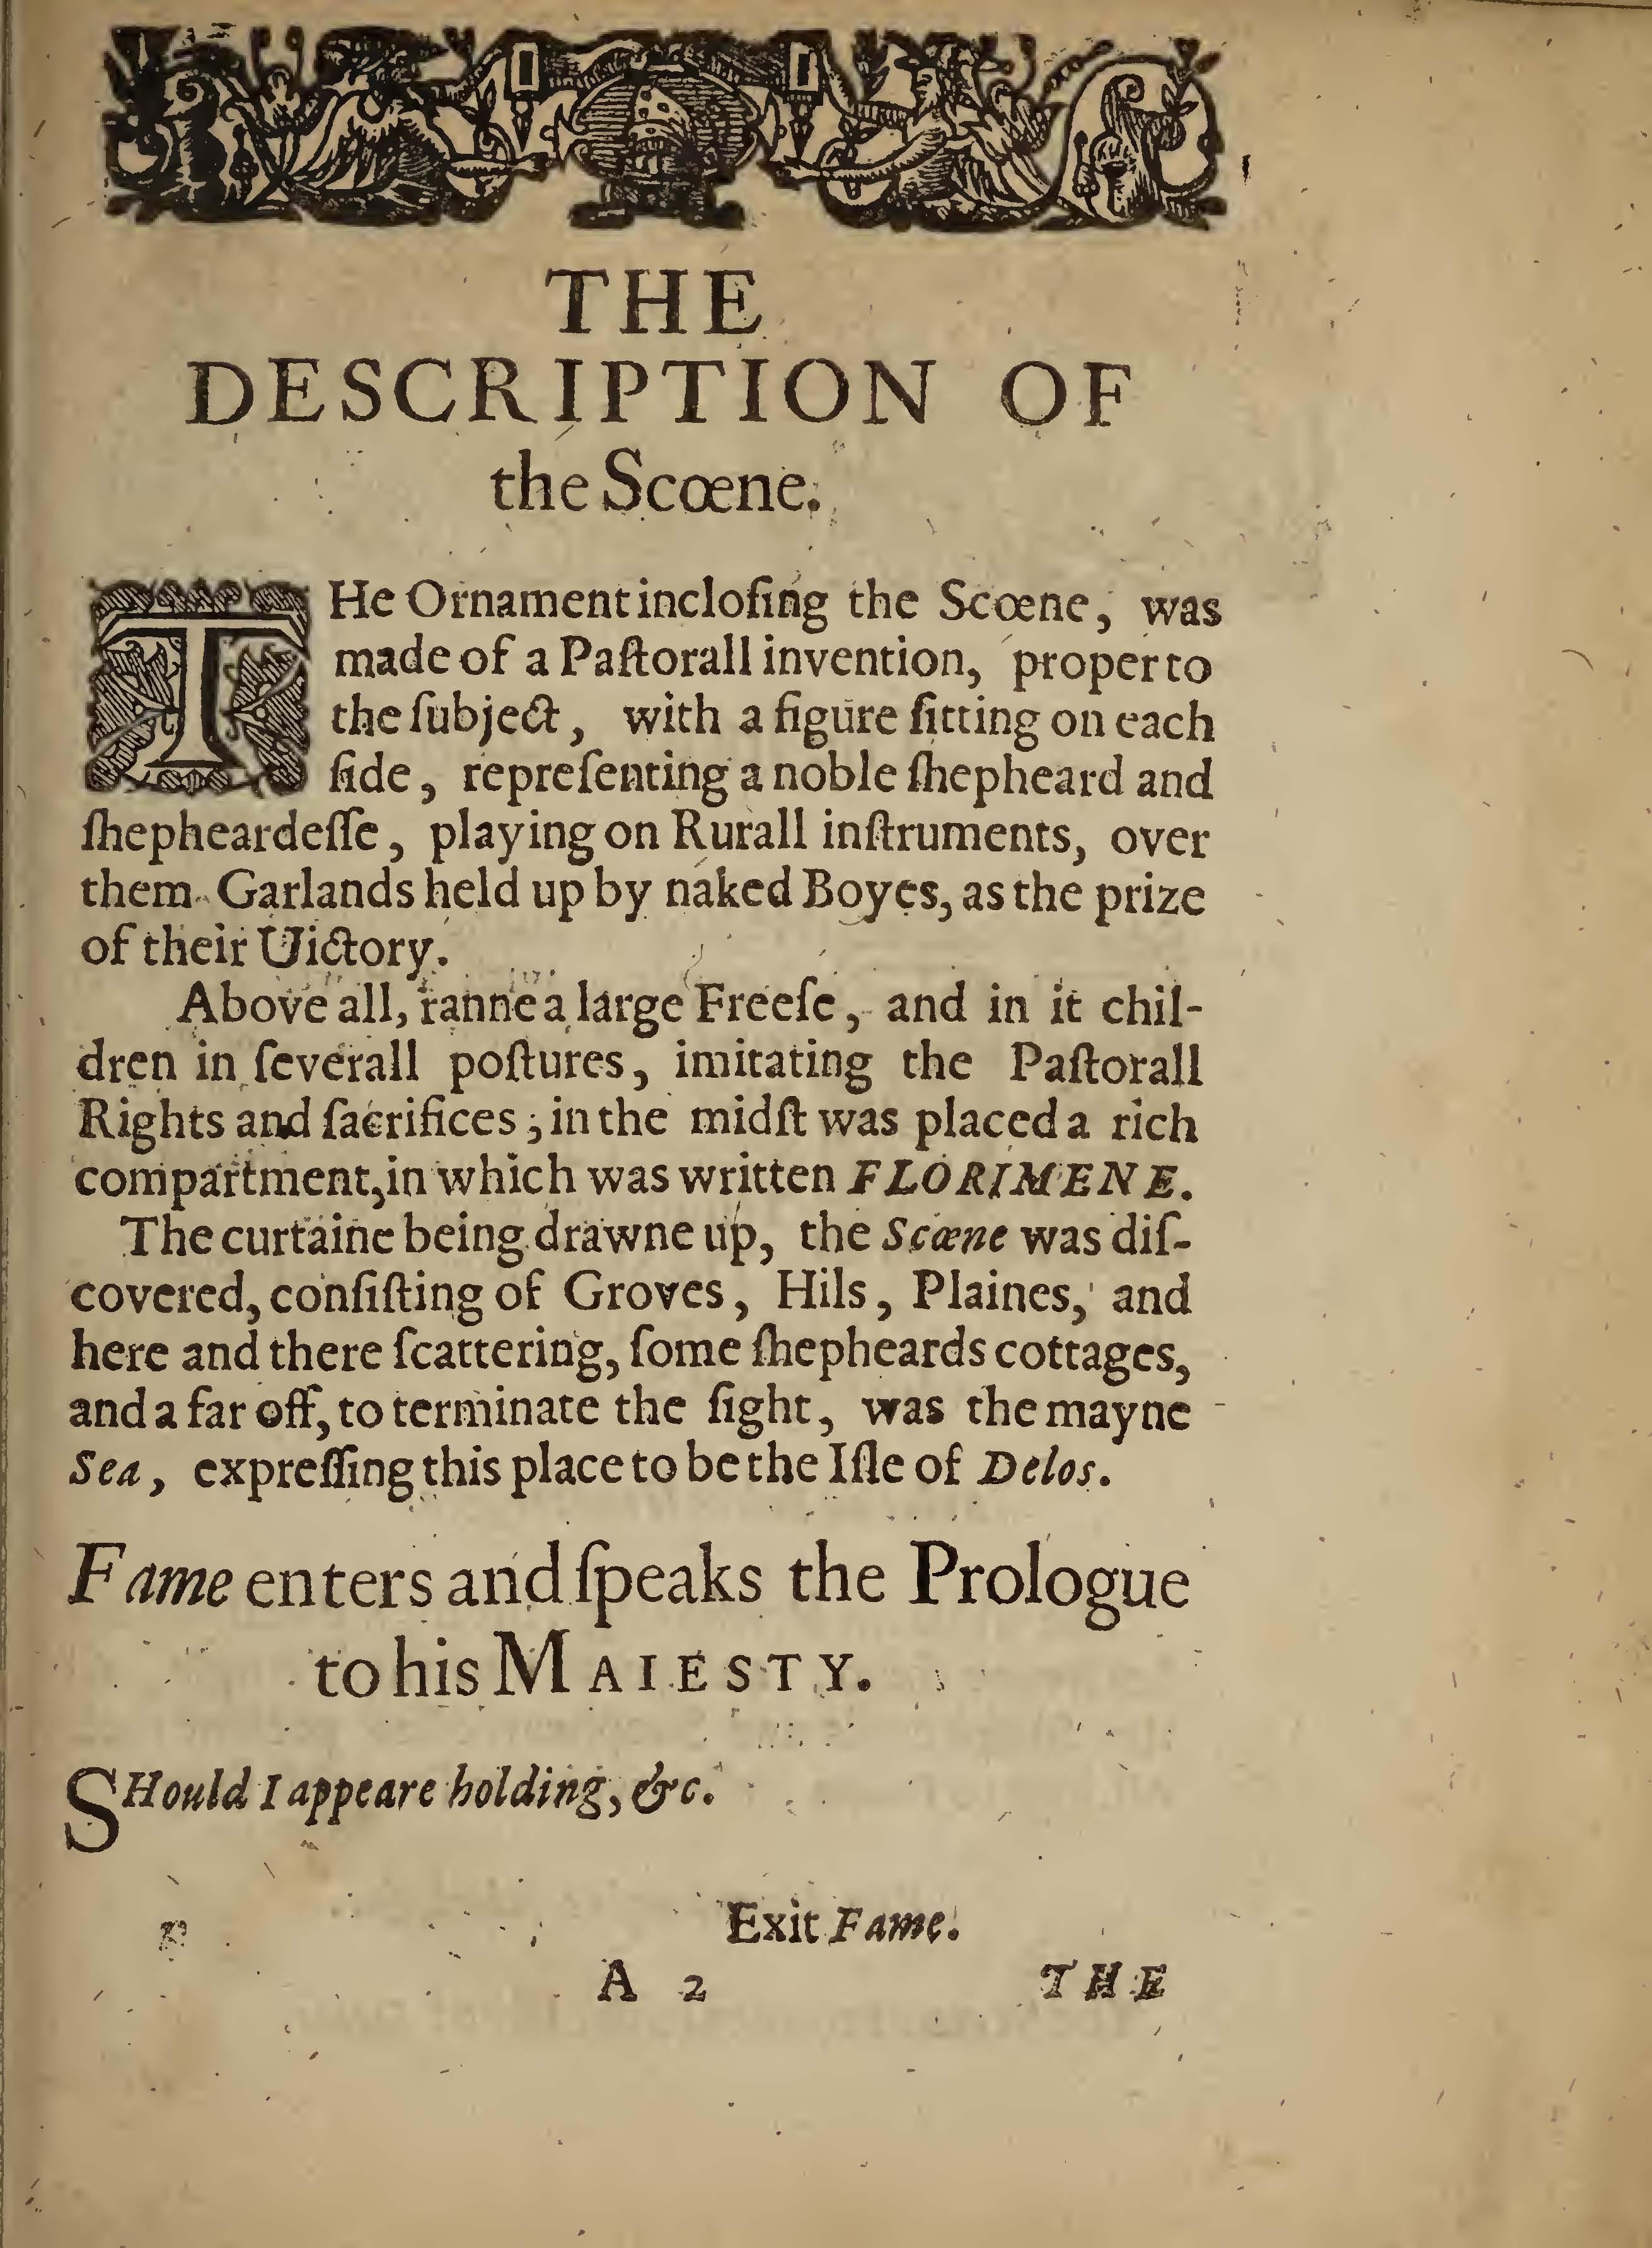 THE
DESCRIPTION OF
the Scœne.
THe Ornament inclosing the Scœne, was
made of a Paſtorall invention, proper to
the ſubject, with a figure ſitting on each
ſide, repreſenting a noble ſhepheard and
ſhepheardeſſe, playing on Rurall inſtruments, over
them Garlands held up by naked Boyes, as the prize
of their Uictory.
Above all, ranne a large Freeſe, and in it chil-
dren in ſeverall poſtures, imitating the Paſtorall
Rights and ſacrifices; in the midſt was placed a rich
compartment, in which was written FLORIMENE.
The curtaine being drawne up, the Scæne was diſ-
covered, conſiſting of Groves, Hils, Plaines, and
here and there ſcattering, ſome ſhepheards cottages,
and a far off, to terminate the ſight, was the mayne
Sea, expreſſing this place to be the Iſle of Delos.
Fame enters and ſpeaks the Prologue
to his MAIESTY.
SHould I appeare holding, &c.
Exit Fame.
A 2 THE